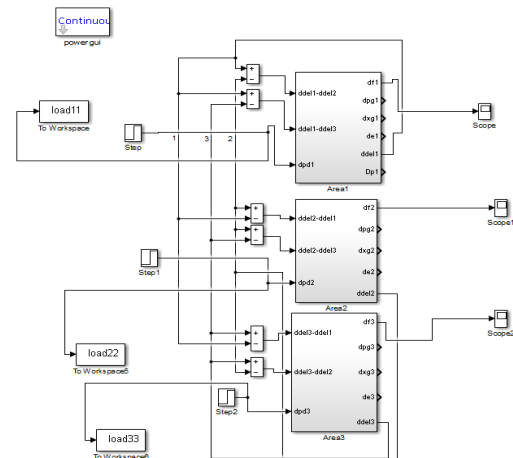 Continuou
powergui
load11
To Workspace
Step
1
3
2
ddel1-ddel2
ddel1-ddel3
dpd1
df1
dpg1
dxg1
de1
ddel1
Dp1
Area1
Scope
Step1
ddel2-ddel1
ddel2-ddel3
dpd2
df2
dpg2
dxg2
de2
ddel2
Area2
Scope1
load22
To Workspace5
Step2
ddel3-ddel1
ddel3-ddel2
dpd3
df3
dpg3
dxg3
de3
ddel3
Area3
Scope2
load33
To Workspace6